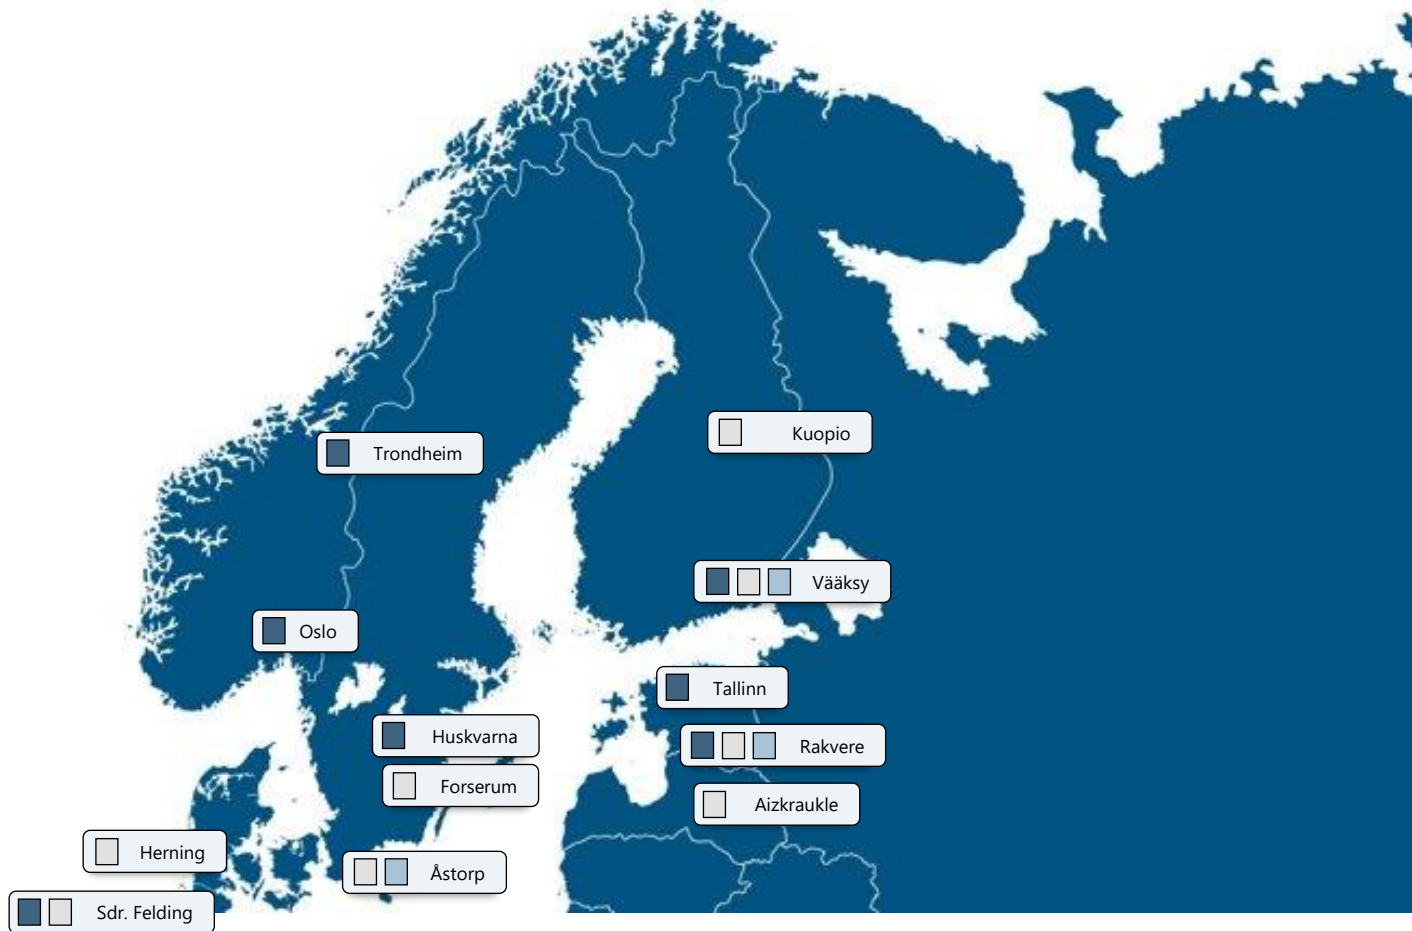 Kuopio
Trondheim
Vääksy
Oslo
Tallinn
Huskvarna
Rakvere
Forserum
Aizkraukle
Herning
Åstorp
Sdr. Felding